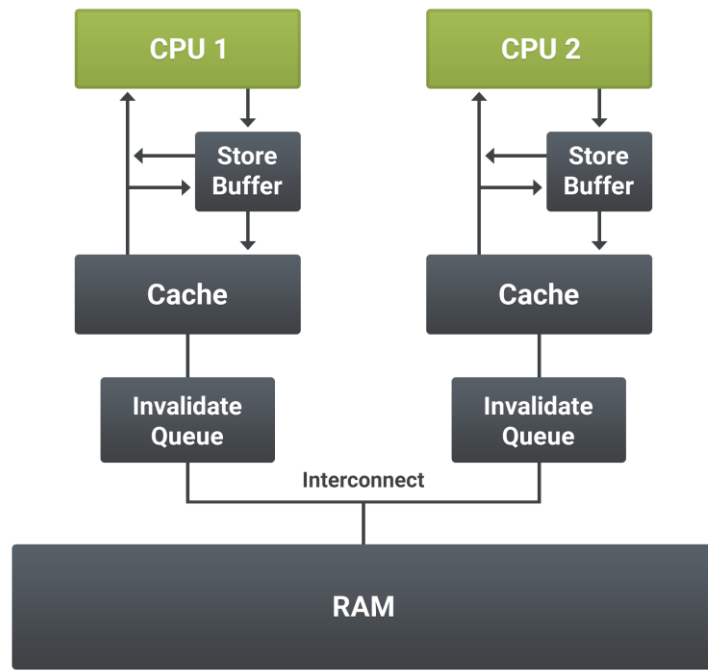 CPU 1
CPU 2
Store
Buffer
Store
Buffer
Cache
Cache
Invalidate
Queue
Invalidate
Queue
Interconnect
RAM